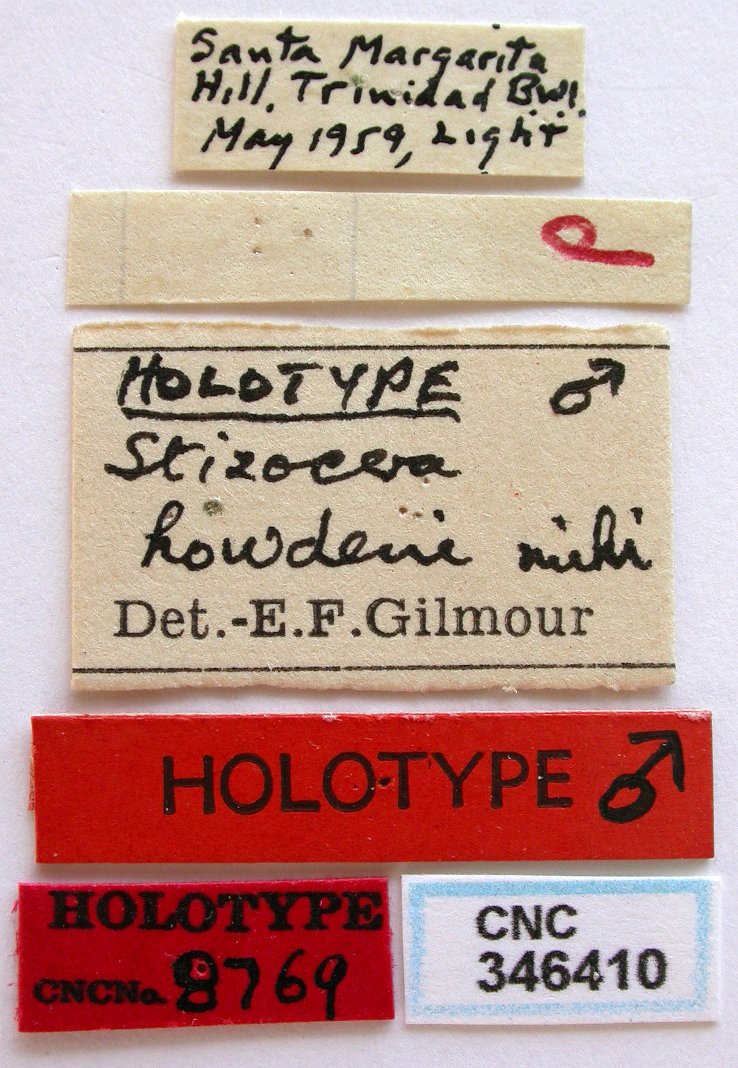 Santa Margarita
Hill, Trinidad B.W.I.
May 1959, Light
HOLOTYPE ♂
Stizocera
howdeni mihi
Det.-E.F.Gilmour
HOLOTYPE ♂
HOLOTYPE
CNCNo. 8769
CNC
346410